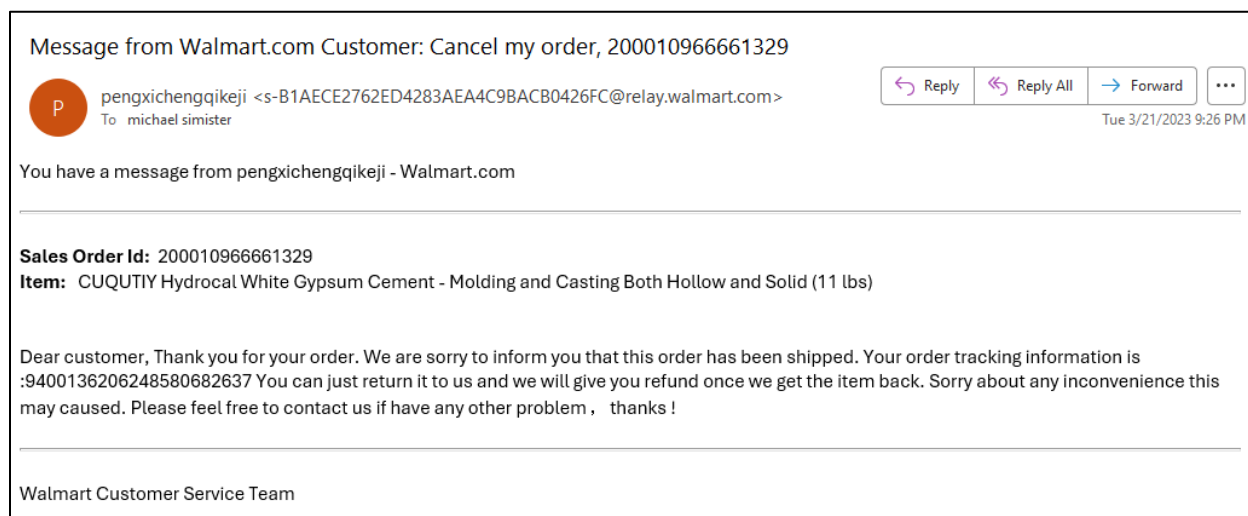 Message from Walmart.com Customer: Cancel my order, 200010966661329
P
pengxichengqikeji <s-B1AECE2762ED4283AEA4C9BACB0426FC@relay.walmart.com>
To michael simister
Reply
Reply All
Forward
...
Tue 3/21/2023 9:26 PM
You have a message from pengxichengqikeji - Walmart.com
Sales Order Id: 200010966661329
Item: CUQUTIY Hydrocal White Gypsum Cement - Molding and Casting Both Hollow and Solid (11 lbs)
Dear customer, Thank you for your order. We are sorry to inform you that this order has been shipped. Your order tracking information is
:9400136206248580682637 You can just return it to us and we will give you refund once we get the item back. Sorry about any inconvenience this
may caused. Please feel free to contact us if have any other problem， thanks !
Walmart Customer Service Team